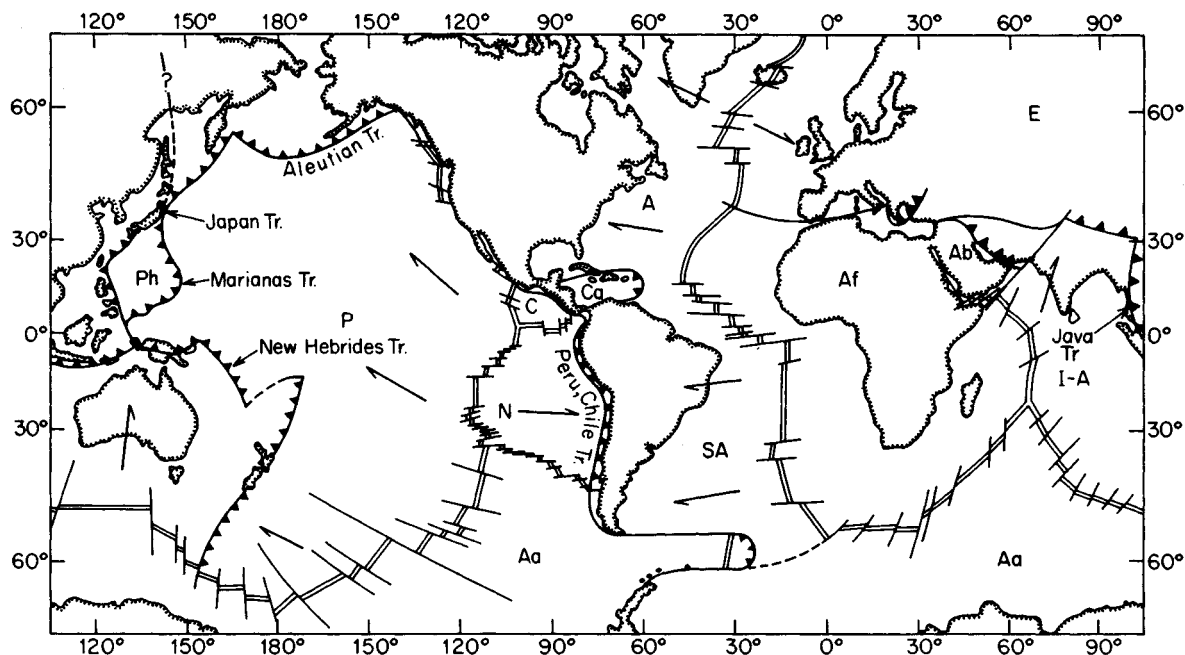 120° 150° 180° 150° 120° 90° 60° 30° 0° 30° 60° 90°
?
60° 60°
E
Aleutian Tr.
A
Japan Tr.
30° 30°
Ph
Marianas Tr.
Ab
Af
Ca
C
P
0° 0°
New Hebrides Tr.
Java
Tr
I-A
Peru, Chile Tr.
N
30° 30°
SA
Aa
Aa
60° 60°
120° 150° 180° 150° 120° 90° 60° 30° 0° 30° 60° 90°